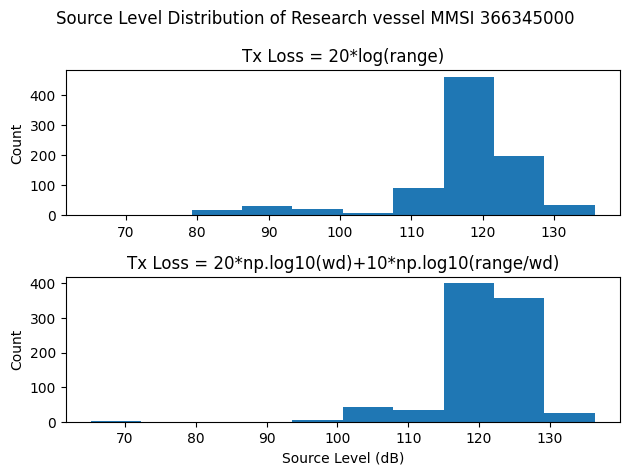 Source Level Distribution of Research vessel MMSI 366345000
Tx Loss = 20*log(range)
400
300
200
100
0
Count
70 80 90 100 110 120 130
Tx Loss = 20*np.log10(wd)+10*np.log10(range/wd)
400
300
200
100
0
Count
70 80 90 100 110 120 130
Source Level (dB)